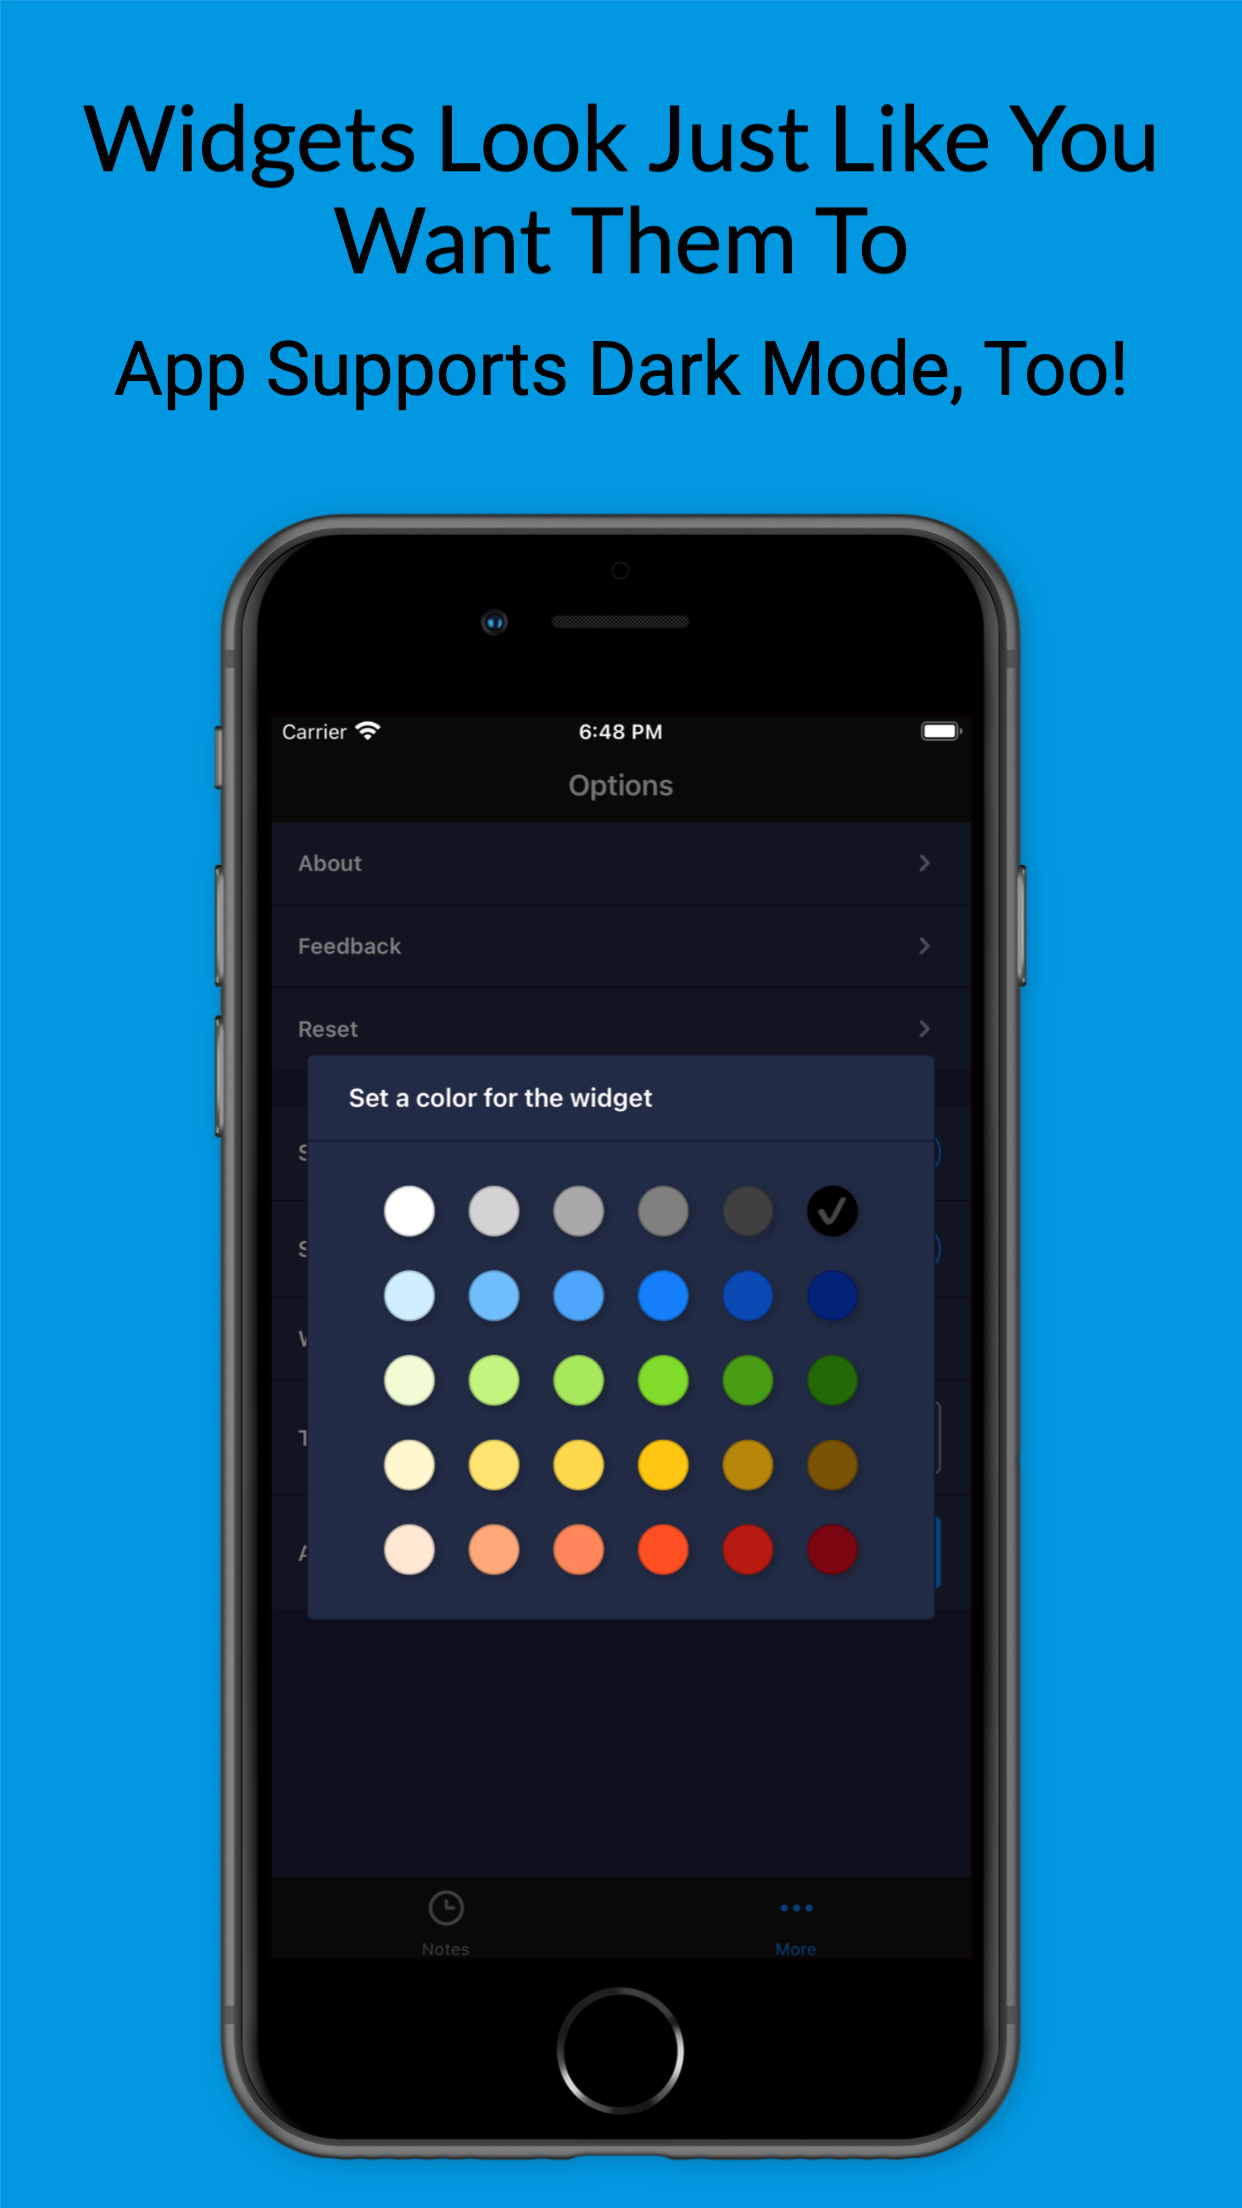 Widgets Look Just Like You
Want Them To
App Supports Dark Mode, Too!
Carrier
6:48 PM
Options
About
Feedback
Reset
Set a color for the widget
Notes
More